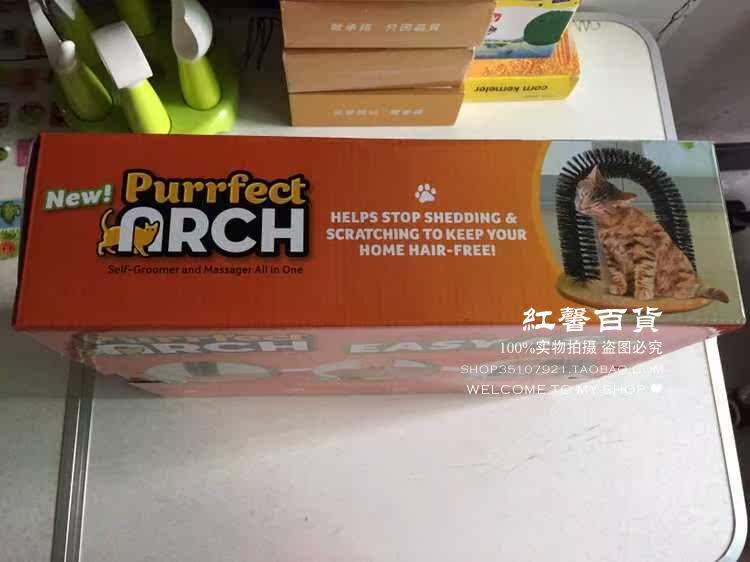 corn kerneler
New!
Purrfect
ARCH
Self-Groomer and Massager All in One
HELPS STOP SHEDDING &
SCRATCHING TO KEEP YOUR
HOME HAIR-FREE!
紅馨百貨
100%实物拍摄 盗图必究
SHOP35107921.TAOBAO.COM
WELCOME TO MY SHOP ♥
PURRFECT
ARCH EASY